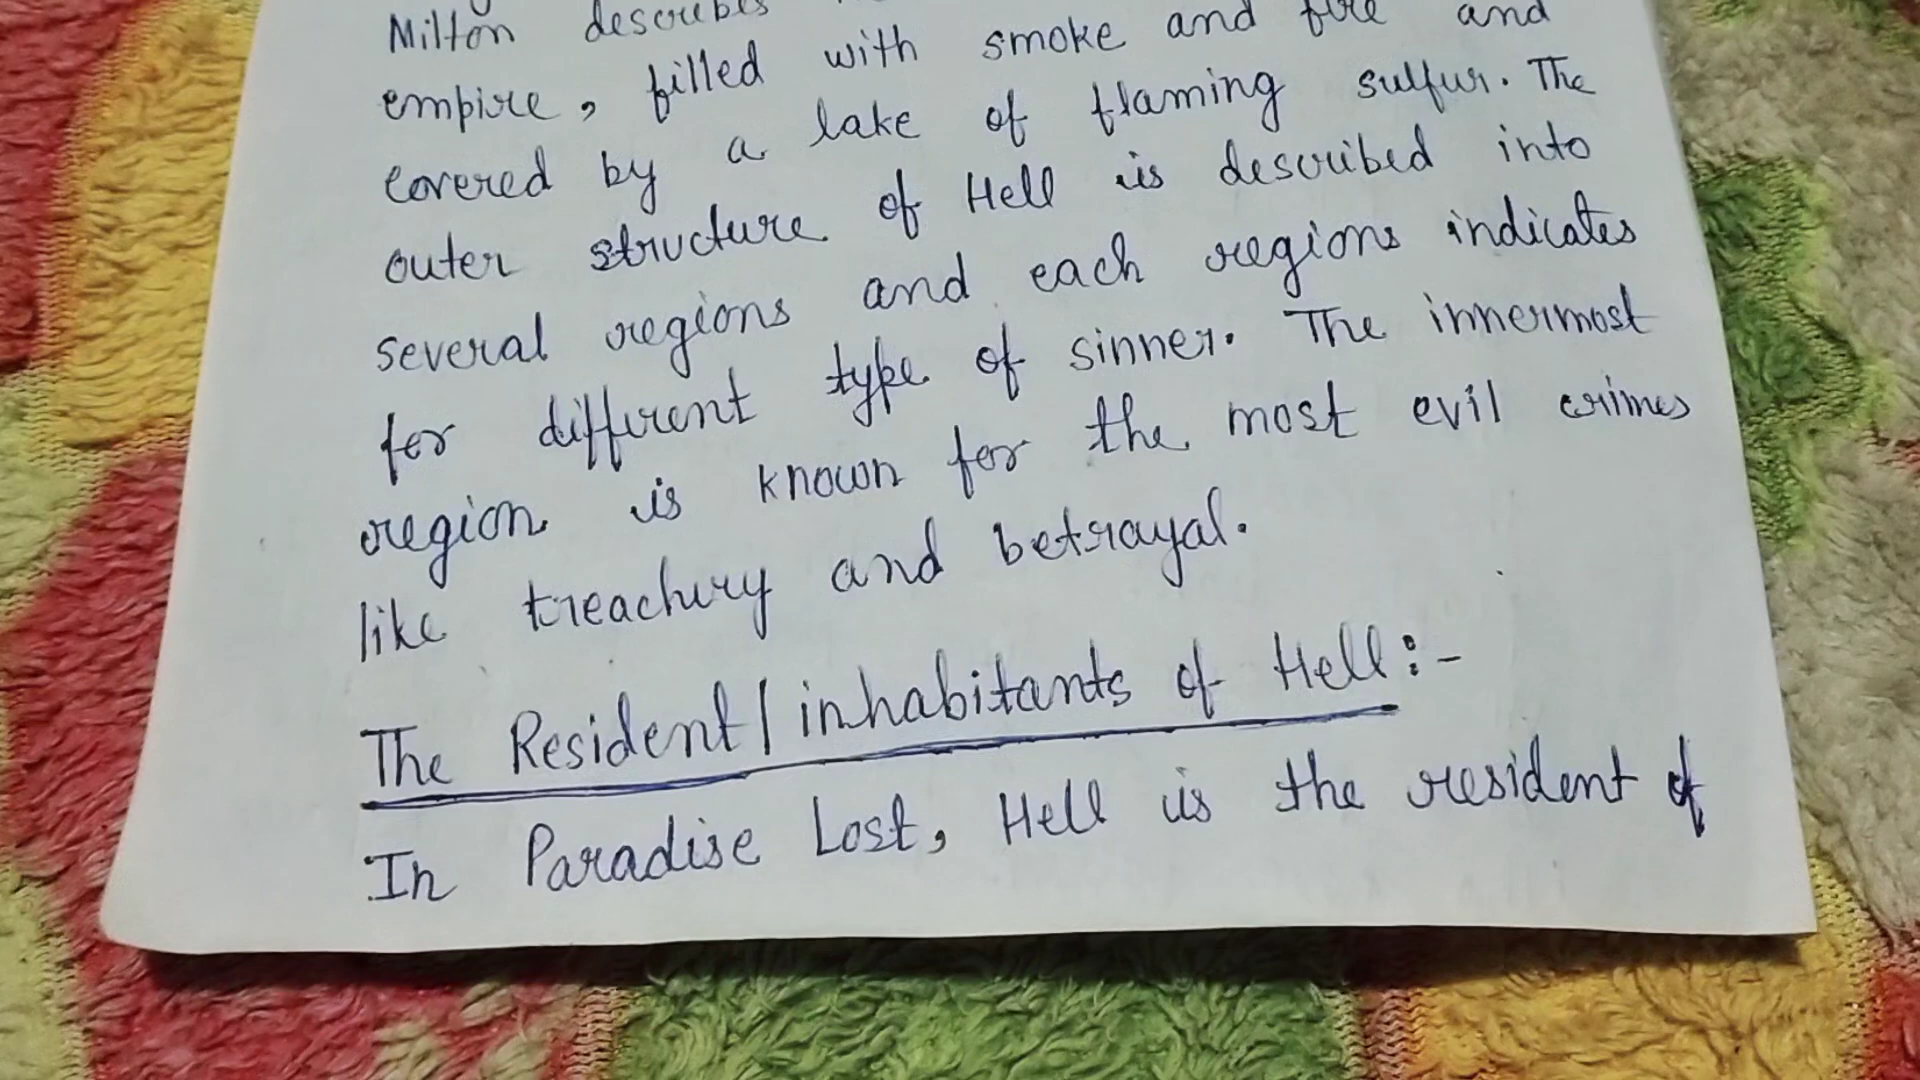 Milton describes
empire, filled with smoke and fire and
covered by a lake of flaming sulfur. The
outer structure of Hell is described into
several regions and each regions indicates
for different type of sinner. The innermost
region is known for the most evil crimes
like treachery and betrayal.
The Resident/inhabitants of Hell:-
In Paradise Lost, Hell is the resident of